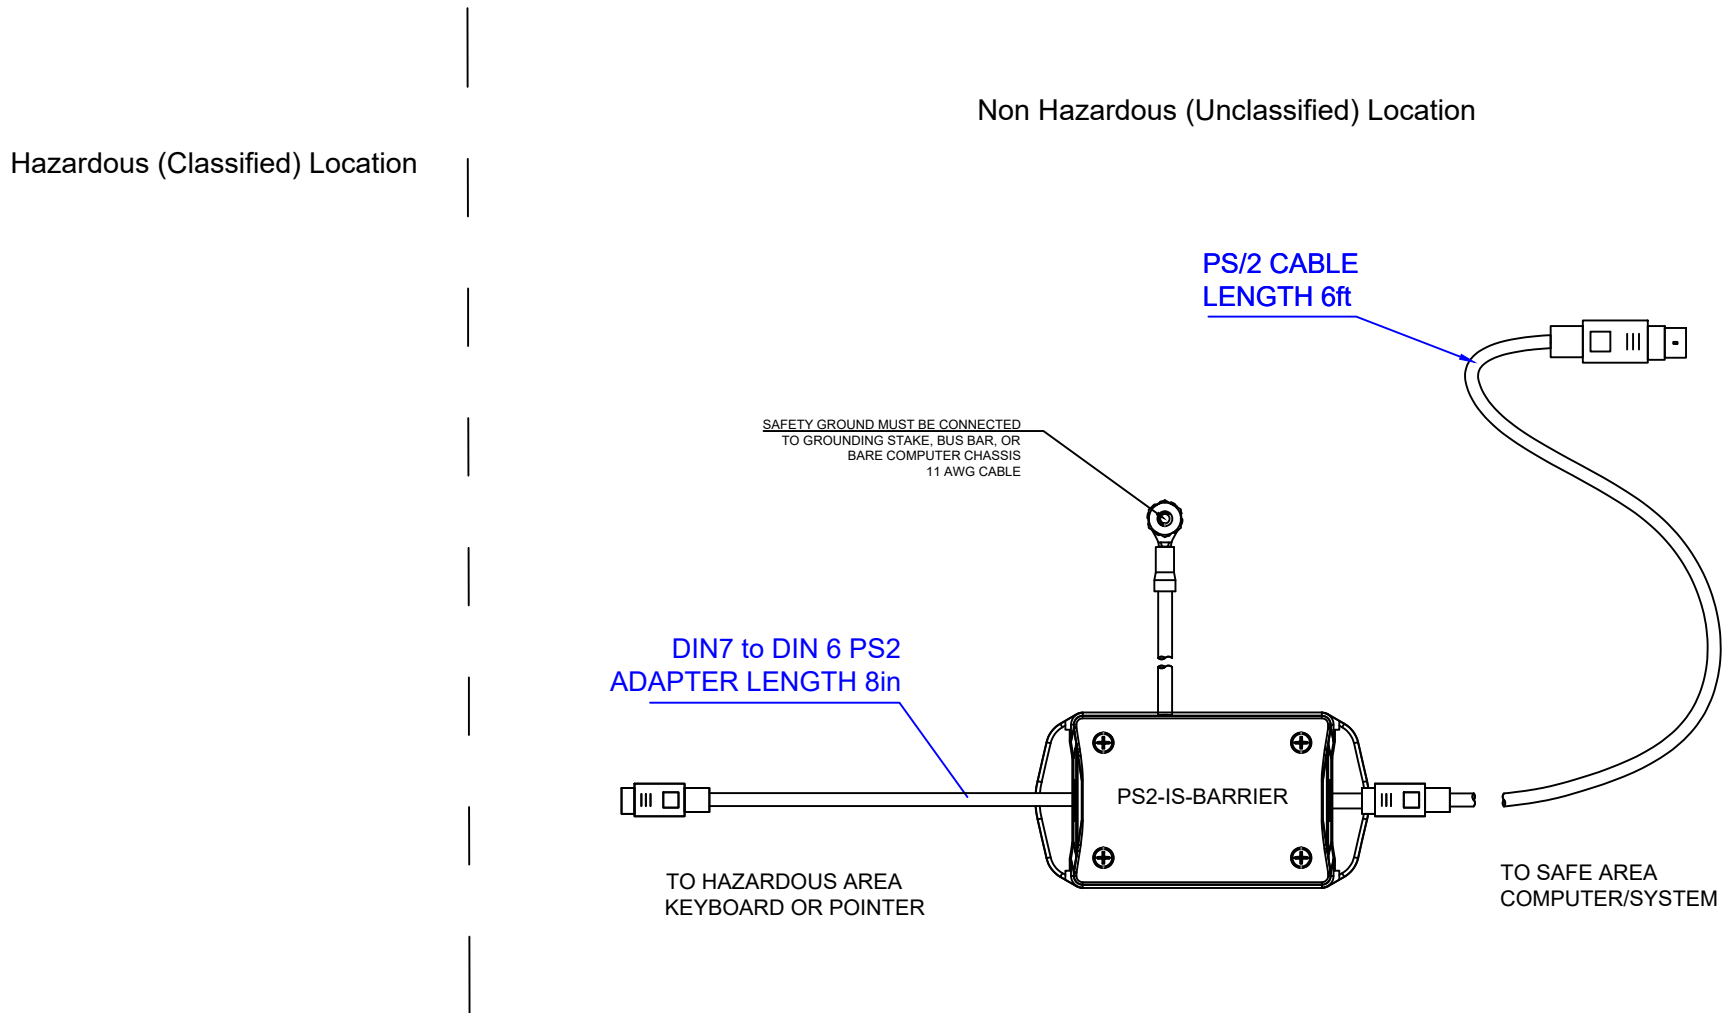 Non Hazardous (Unclassified) Location
Hazardous (Classified) Location
PS/2 CABLE
LENGTH 6ft
SAFETY GROUND MUST BE CONNECTED
TO GROUNDING STAKE, BUS BAR, OR
BARE COMPUTER CHASSIS
11 AWG CABLE
DIN7 to DIN 6 PS2
ADAPTER LENGTH 8in
PS2-IS-BARRIER
TO HAZARDOUS AREA
KEYBOARD OR POINTER
TO SAFE AREA
COMPUTER/SYSTEM